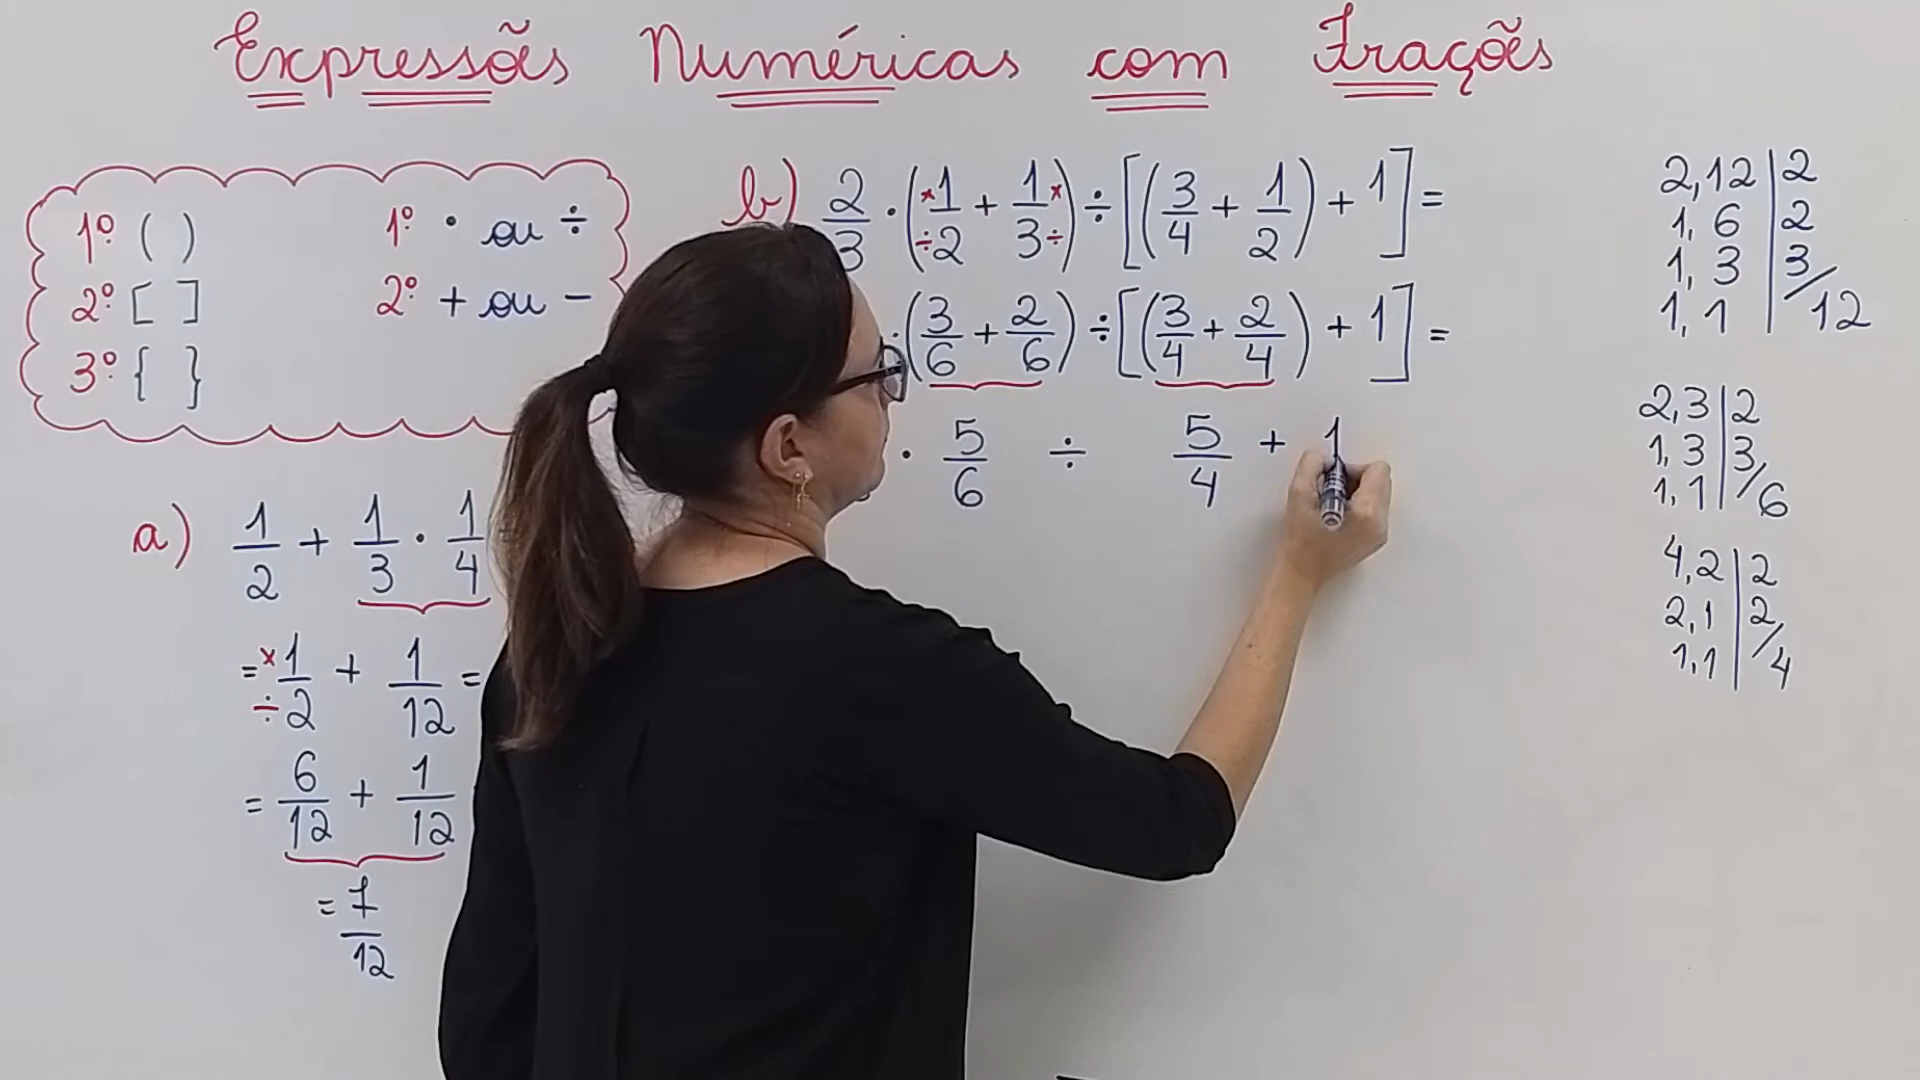 Expressões Numéricas com Frações
1º ( ) 1º · ou ÷
2º [ ] 2º + ou −
3º { }
a) 1/2 + 1/3 · 1/4
= ×1/÷2 + 1/12 =
= 6/12 + 1/12
= 7/12
b) 2/3 · (×1/÷2 + 1×/3÷) ÷ [(3/4 + 1/2) + 1] =
· (3/6 + 2/6) ÷ [(3/4 + 2/4) + 1] =
· 5/6 ÷ 5/4 + 1
2,12 | 2
1, 6 | 2
1, 3 | 3
1, 1 | /12
2,3 | 2
1,3 | 3
1,1 | /6
4,2 | 2
2,1 | 2
1,1 | /4